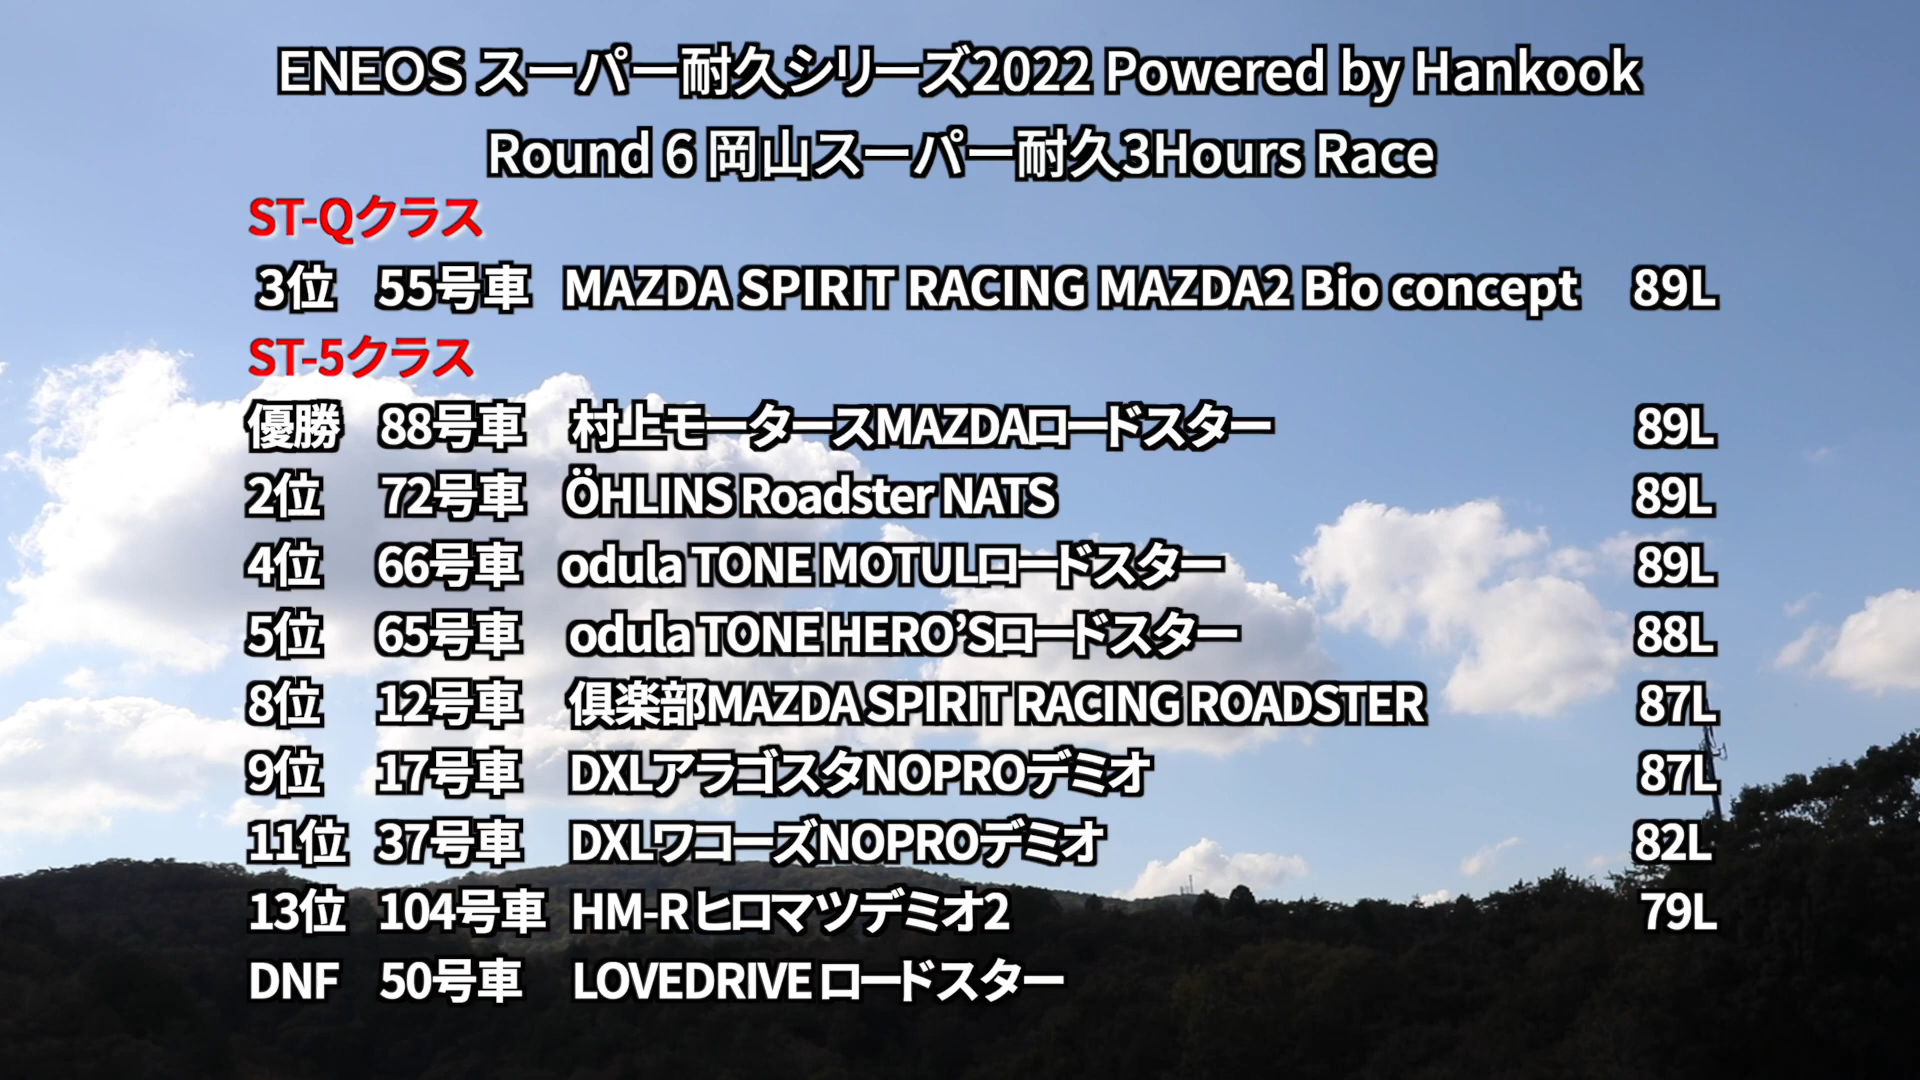 ENEOS スーパー耐久シリーズ2022 Powered by Hankook
Round 6 岡山スーパー耐久3Hours Race
ST-Qクラス
3位 55号車 MAZDA SPIRIT RACING MAZDA2 Bio concept 89L
ST-5クラス
優勝 88号車 村上モータースMAZDAロードスター 89L
2位 72号車 ÖHLINS Roadster NATS 89L
4位 66号車 odula TONE MOTULロードスター 89L
5位 65号車 odula TONE HERO’Sロードスター 88L
8位 12号車 倶楽部MAZDA SPIRIT RACING ROADSTER 87L
9位 17号車 DXLアラゴスタNOPROデミオ 87L
11位 37号車 DXLワコーズNOPROデミオ 82L
13位 104号車 HM-R ヒロマツデミオ2 79L
DNF 50号車 LOVEDRIVE ロードスター